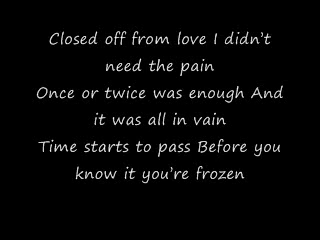 Closed off from love I didn't
need the pain
Once or twice was enough And
it was all in vain
Time starts to pass Before you
know it you're frozen